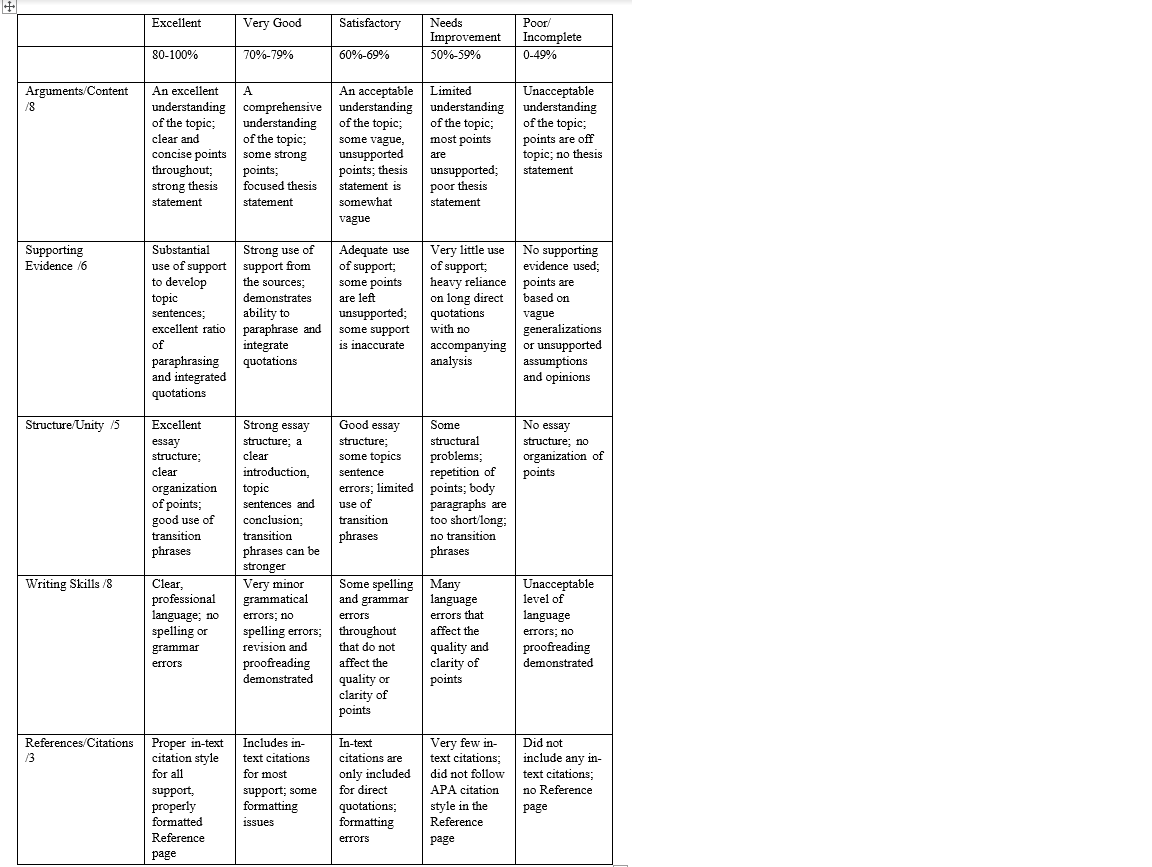 Excellent
Very Good
Satisfactory
Needs
Improvement
Poor/
Incomplete
80-100%
70%-79%
60%-69%
50%-59%
0-49%
Arguments/Content
/8
An excellent
understanding
of the topic;
clear and
concise points
throughout;
strong thesis
statement
A
comprehensive
understanding
of the topic;
some strong
points;
focused thesis
statement
An acceptable
understanding
of the topic;
some vague,
unsupported
points; thesis
statement is
somewhat
vague
Limited
understanding
of the topic;
most points
are
unsupported;
poor thesis
statement
Unacceptable
understanding
of the topic;
points are off
topic; no thesis
statement
Supporting
Evidence /6
Substantial
use of support
to develop
topic
sentences;
excellent ratio
of
paraphrasing
and integrated
quotations
Strong use of
support from
the sources;
demonstrates
ability to
paraphrase and
integrate
quotations
Adequate use
of support;
some points
are left
unsupported;
some support
is inaccurate
Very little use
of support;
heavy reliance
on long direct
quotations
with no
accompanying
analysis
No supporting
evidence used;
points are
based on
vague
generalizations
or unsupported
assumptions
and opinions
Structure/Unity /5
Excellent
essay
structure;
clear
organization
of points;
good use of
transition
phrases
Strong essay
structure; a
clear
introduction,
topic
sentences and
conclusion;
transition
phrases can be
stronger
Good essay
structure;
some topics
sentence
errors; limited
use of
transition
phrases
Some
structural
problems;
repetition of
points; body
paragraphs are
too short/long;
no transition
phrases
No essay
structure; no
organization of
points
Writing Skills /8
Clear,
professional
language; no
spelling or
grammar
errors
Very minor
grammatical
errors; no
spelling errors;
revision and
proofreading
demonstrated
Some spelling
and grammar
errors
throughout
that do not
affect the
quality or
clarity of
points
Many
language
errors that
affect the
quality and
clarity of
points
Unacceptable
level of
language
errors; no
proofreading
demonstrated
References/Citations
/3
Proper in-text
citation style
for all
support,
properly
formatted
Reference
page
Includes in-
text citations
for most
support; some
formatting
issues
In-text
citations are
only included
for direct
quotations;
formatting
errors
Very few in-
text citations;
did not follow
APA citation
style in the
Reference
page
Did not
include any in-
text citations;
no Reference
page